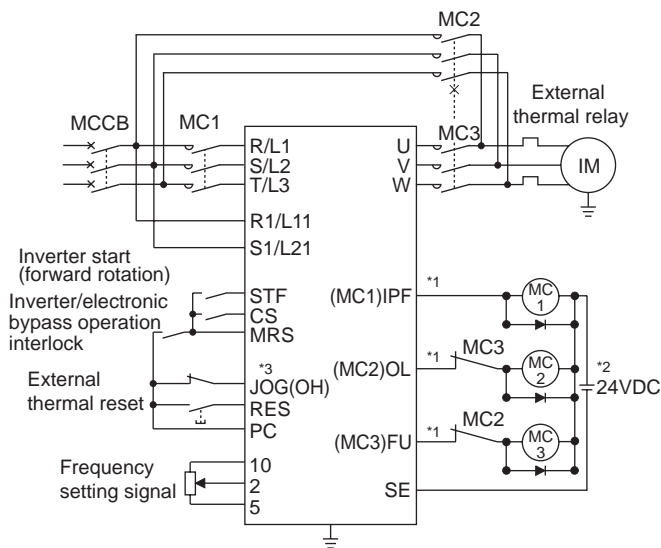 MC2
External
thermal relay
MCCB
MC1
MC3
R/L1
U
S/L2
V
IM
T/L3
W
R1/L11
S1/L21
Inverter start
(forward rotation)
Inverter/electronic
bypass operation
interlock
STF
CS
MRS
(MC1)IPF
*1
MC
1
*3
External
thermal reset
JOG(OH)
RES
PC
(MC2)OL
*1
MC3
MC
2
*2
24VDC
(MC3)FU
*1
MC2
MC
3
Frequency
setting signal
10
2
5
SE